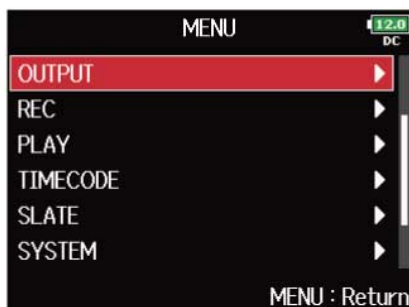 MENU
12.0
DC
OUTPUT
REC
PLAY
TIMECODE
SLATE
SYSTEM
MENU : Return